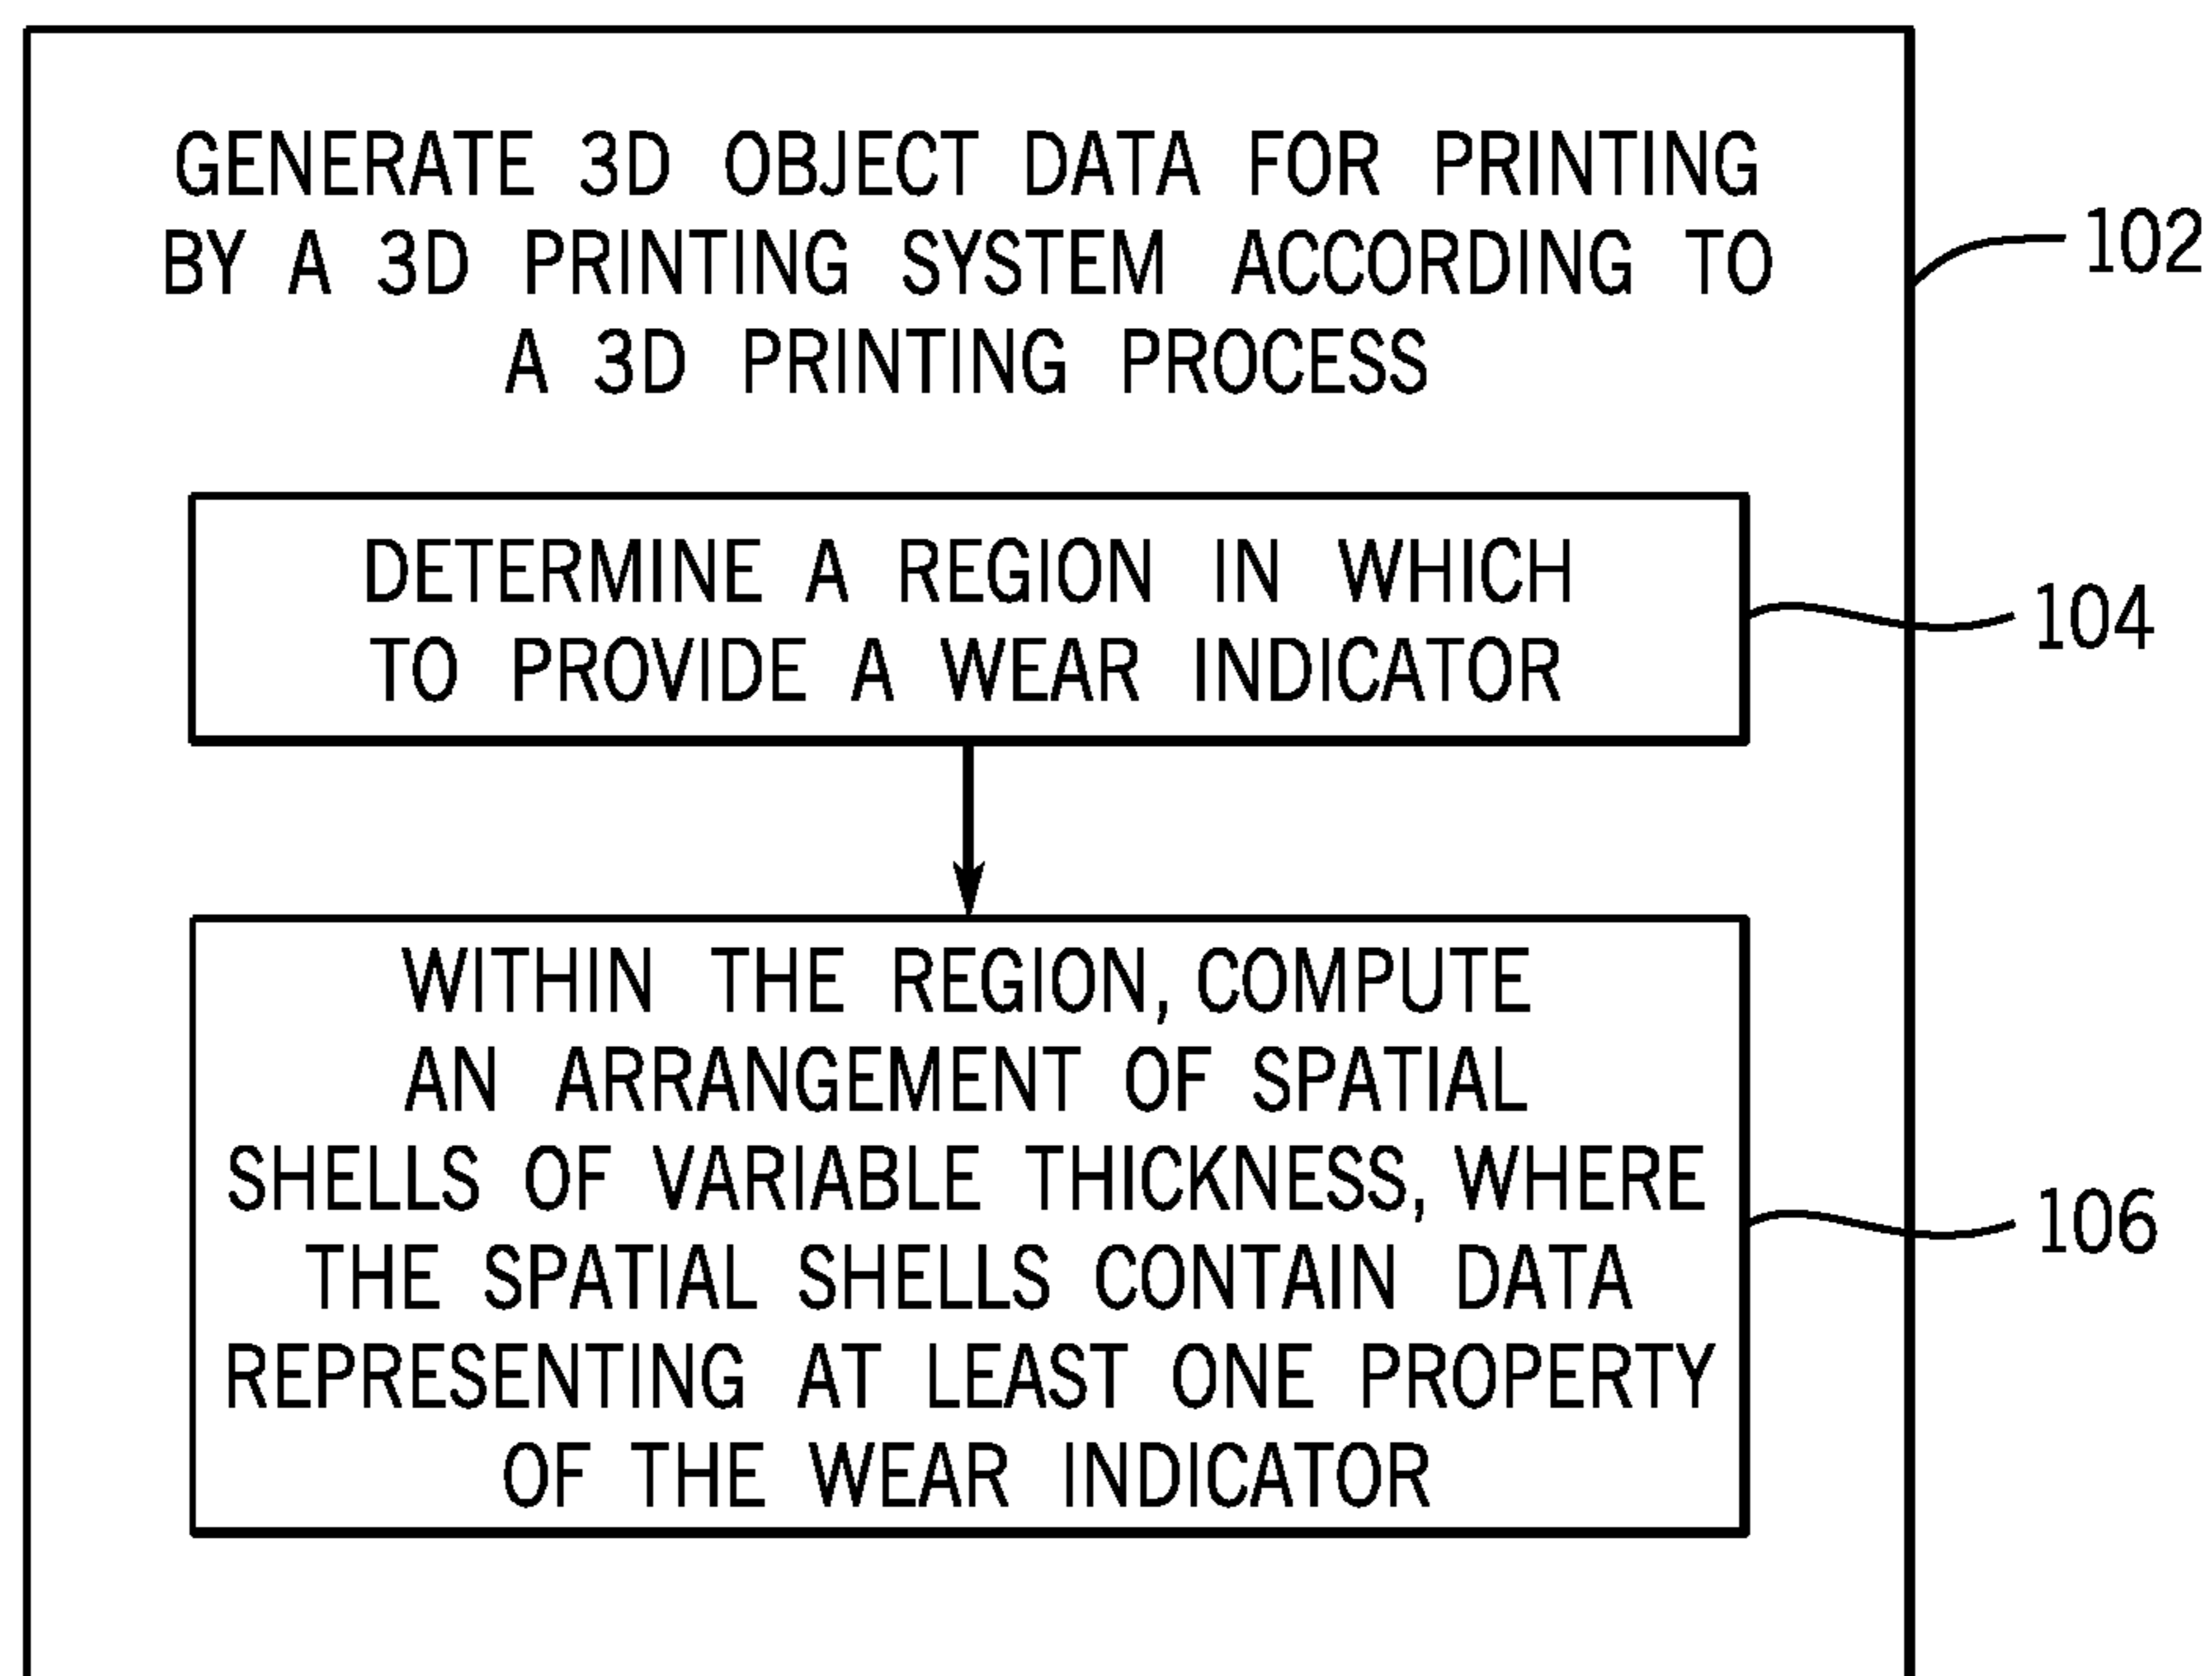 GENERATE 3D OBJECT DATA FOR PRINTING
BY A 3D PRINTING SYSTEM ACCORDING TO
A 3D PRINTING PROCESS
102
DETERMINE A REGION IN WHICH
TO PROVIDE A WEAR INDICATOR
104
WITHIN THE REGION, COMPUTE
AN ARRANGEMENT OF SPATIAL
SHELLS OF VARIABLE THICKNESS, WHERE
THE SPATIAL SHELLS CONTAIN DATA
REPRESENTING AT LEAST ONE PROPERTY
OF THE WEAR INDICATOR
106